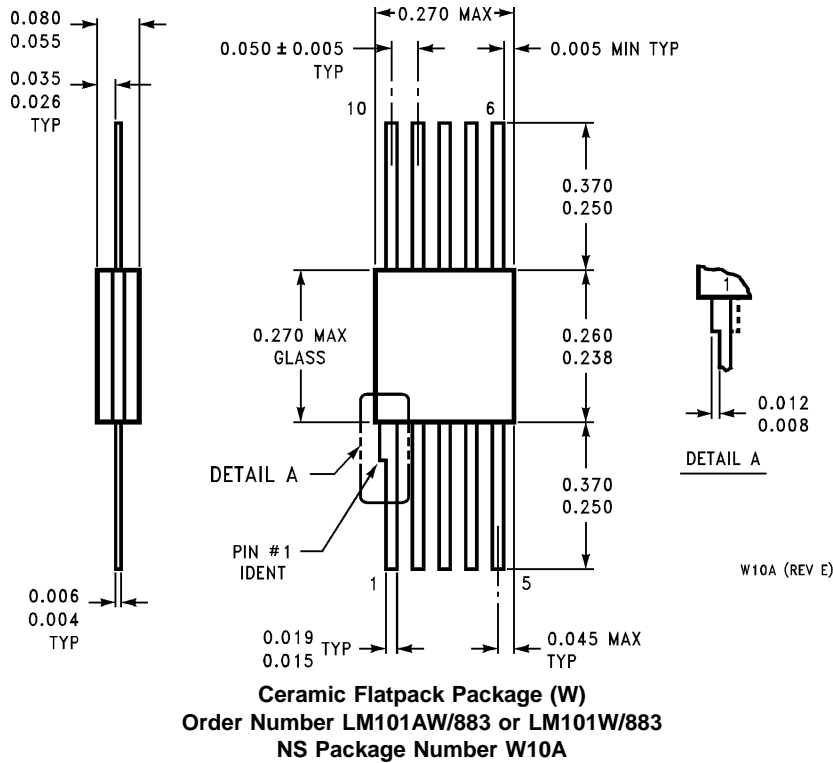 0.080
0.055
0.035
0.026
TYP
0.270 MAX
0.050 ± 0.005
TYP
0.005 MIN TYP
10
6
0.370
0.250
0.270 MAX
GLASS
0.260
0.238
1
0.012
0.008
DETAIL A
DETAIL A
0.370
0.250
PIN #1
IDENT
1
5
W10A (REV E)
0.006
0.004
TYP
0.019
0.015
TYP
0.045 MAX
TYP
Ceramic Flatpack Package (W)
Order Number LM101AW/883 or LM101W/883
NS Package Number W10A